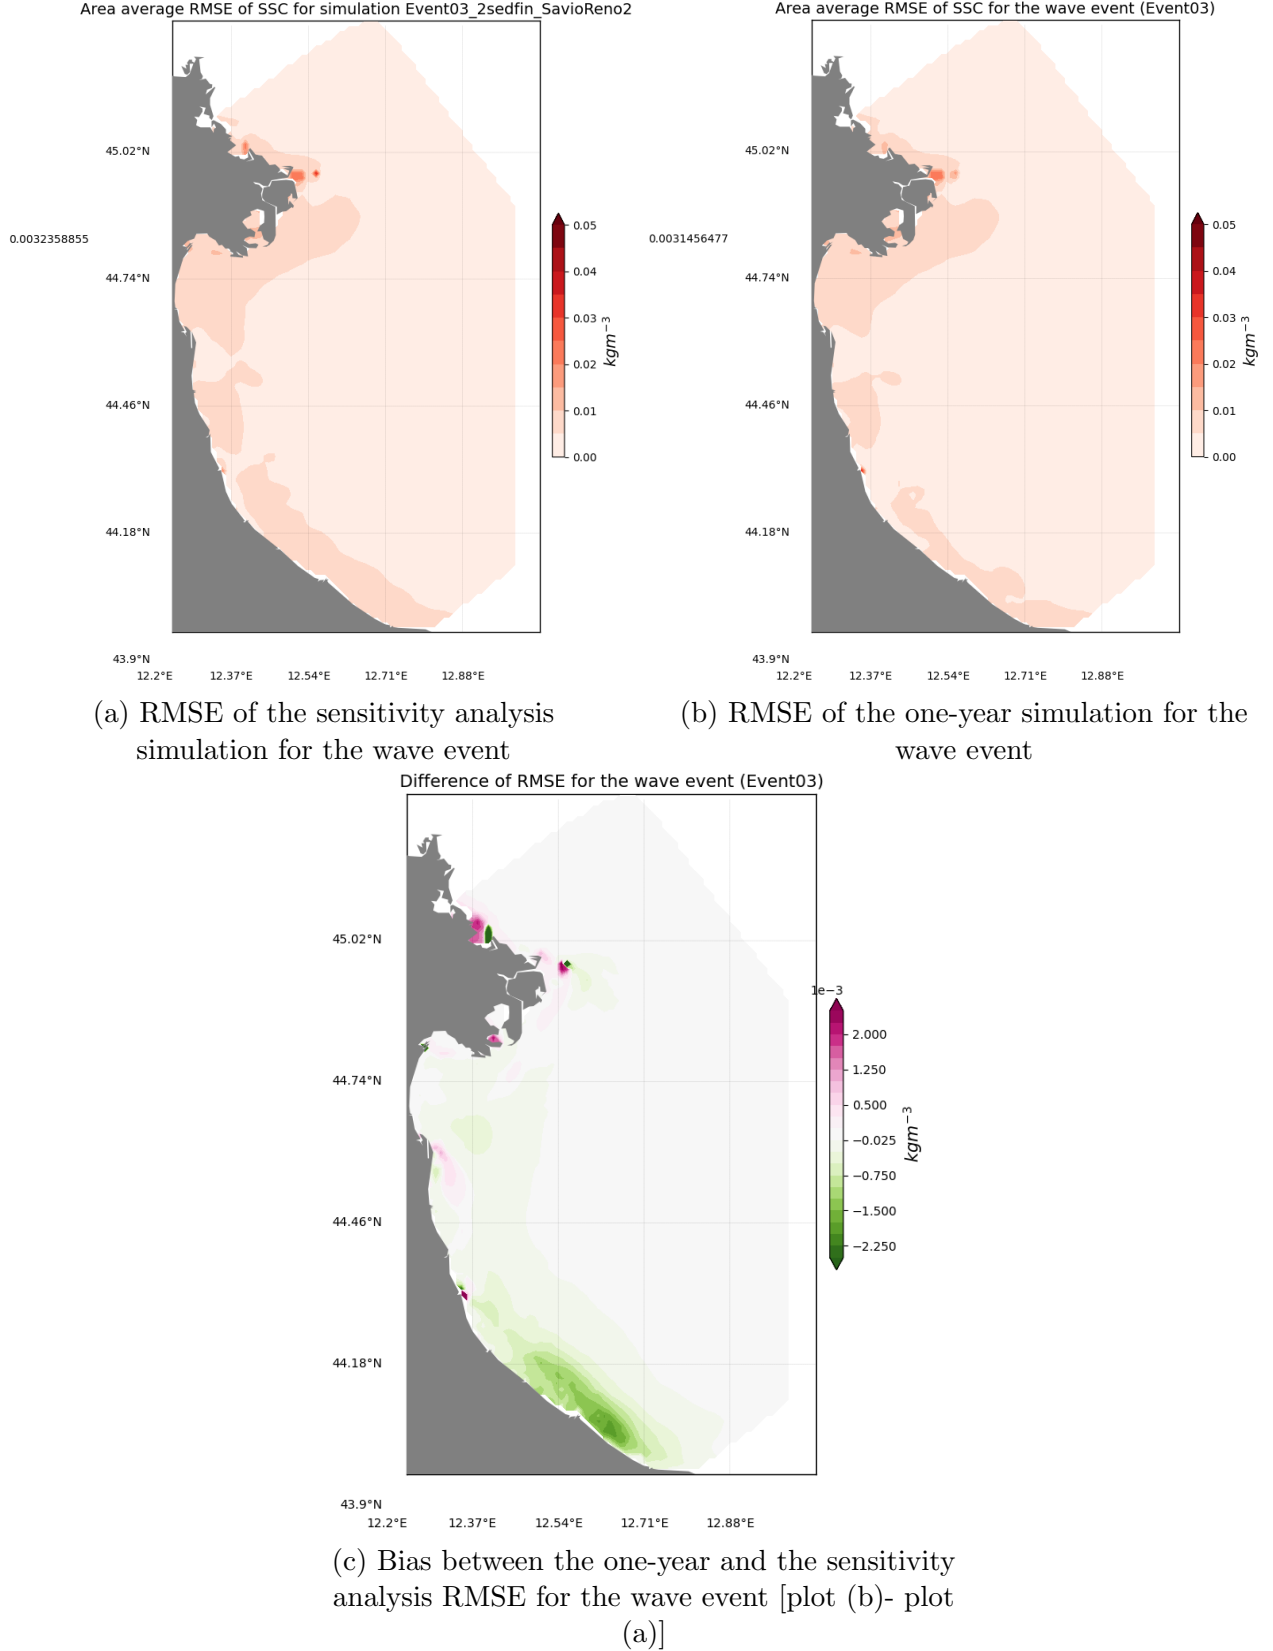 Area average RMSE of SSC for simulation Event03_2sedfin_SavioReno2
45.02°N
44.74°N
44.46°N
44.18°N
43.9°N
12.2°E 12.37°E 12.54°E 12.71°E 12.88°E
0.0032358855
0.05
0.04
0.03
0.02
0.01
0.00
kgm⁻³
(a) RMSE of the sensitivity analysis
simulation for the wave event
Area average RMSE of SSC for the wave event (Event03)
45.02°N
44.74°N
44.46°N
44.18°N
43.9°N
12.2°E 12.37°E 12.54°E 12.71°E 12.88°E
0.0031456477
0.05
0.04
0.03
0.02
0.01
0.00
kgm⁻³
(b) RMSE of the one-year simulation for the
wave event
Difference of RMSE for the wave event (Event03)
45.02°N
44.74°N
44.46°N
44.18°N
43.9°N
12.2°E 12.37°E 12.54°E 12.71°E 12.88°E
1e−3
2.000
1.250
0.500
−0.025
−0.750
−1.500
−2.250
kgm⁻³
(c) Bias between the one-year and the sensitivity
analysis RMSE for the wave event [plot (b)- plot
(a)]